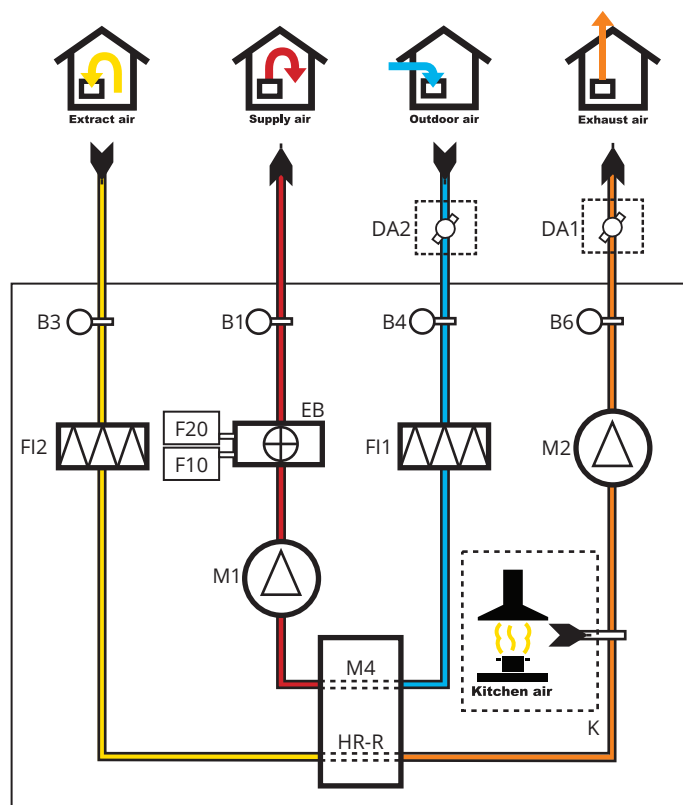 Extract air
Supply air
Outdoor air
Exhaust air
DA2
DA1
B3
B1
B4
B6
EB
F20
FI2
FI1
M2
F10
M1
M4
Kitchen air
K
HR-R